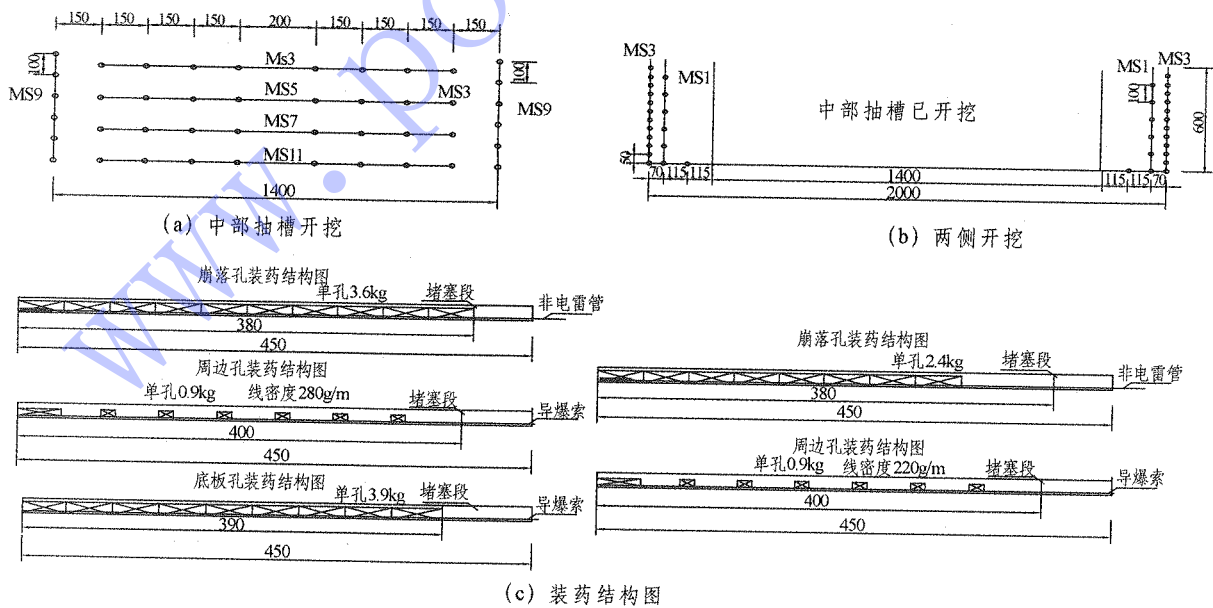 150 150 150 150 200 150 150 150 150
100
Ms3
MS9
MS5
MS3
100
MS9
MS7
MS11
1400
(a) 中部抽槽开挖
MS3
MS1
中部抽槽已开挖
MS1
MS3
100
600
50
70 115 115
1400
115 115 70
2000
(b) 两侧开挖
崩落孔装药结构图
单孔3.6kg
堵塞段
非电雷管
380
450
周边孔装药结构图
单孔0.9kg 线密度280g/m
堵塞段
导爆索
400
450
底板孔装药结构图
单孔3.9kg
堵塞段
导爆索
390
450
崩落孔装药结构图
单孔2.4kg
堵塞段
非电雷管
380
450
周边孔装药结构图
单孔0.9kg 线密度220g/m
堵塞段
导爆索
400
450
(c) 装药结构图
www.po